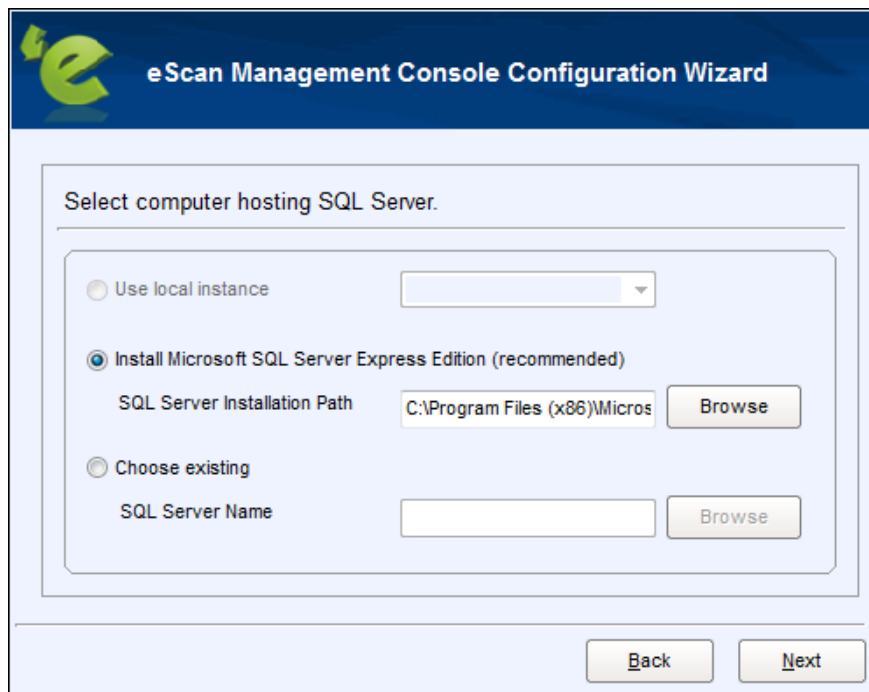 eScan Management Console Configuration Wizard
Select computer hosting SQL Server.
Use local instance
Install Microsoft SQL Server Express Edition (recommended)
SQL Server Installation Path C:\Program Files (x86)\Micros Browse
Choose existing
SQL Server Name Browse
Back Next